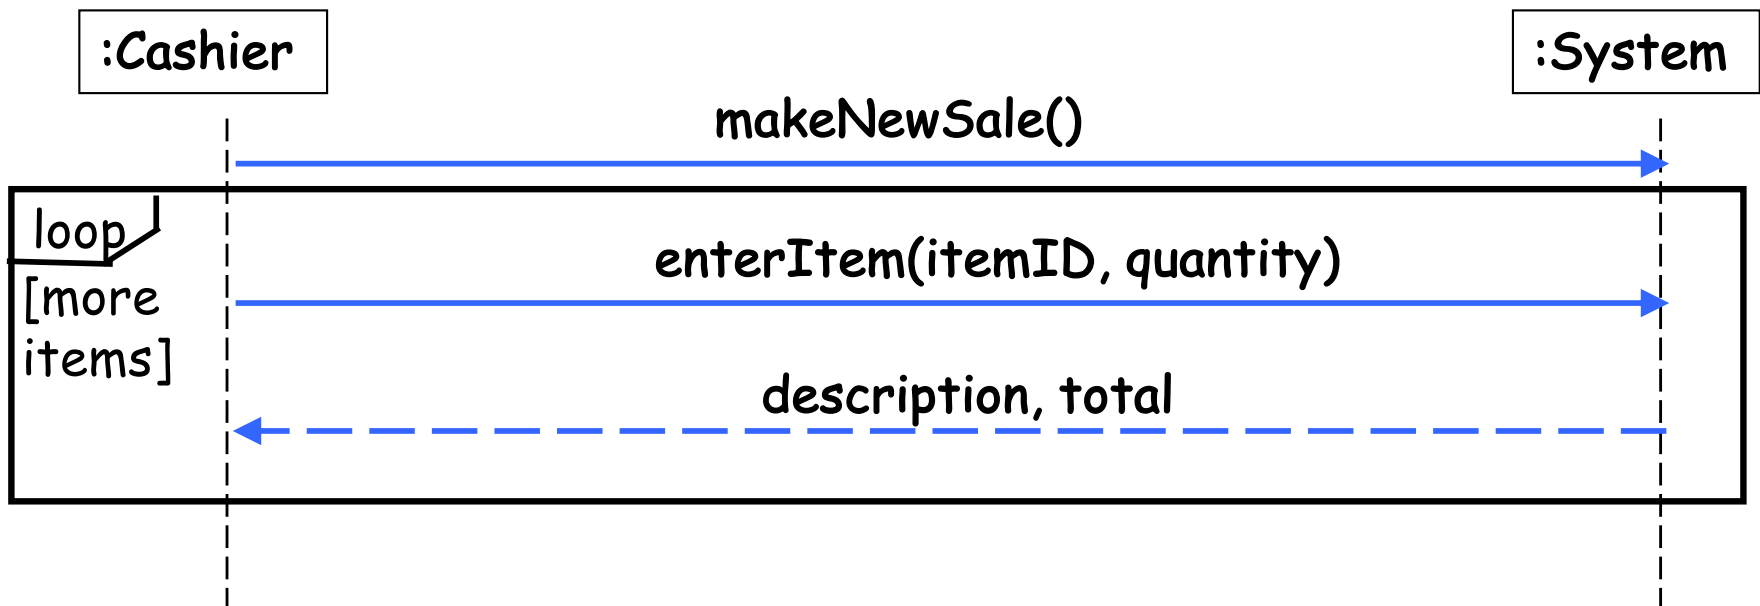 :Cashier
:System
makeNewSale()
loop
enterItem(itemID, quantity)
[more
items]
description, total